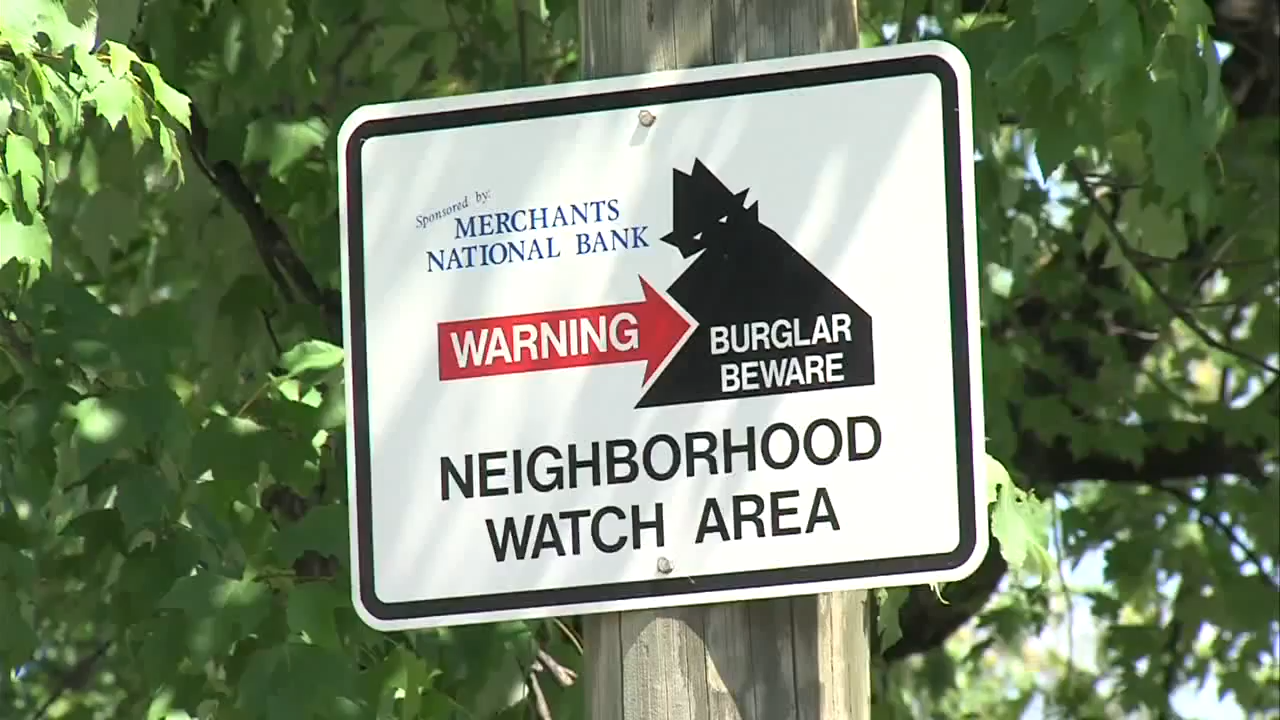 Sponsored by:
MERCHANTS
NATIONAL BANK
WARNING
BURGLAR
BEWARE
NEIGHBORHOOD
WATCH AREA